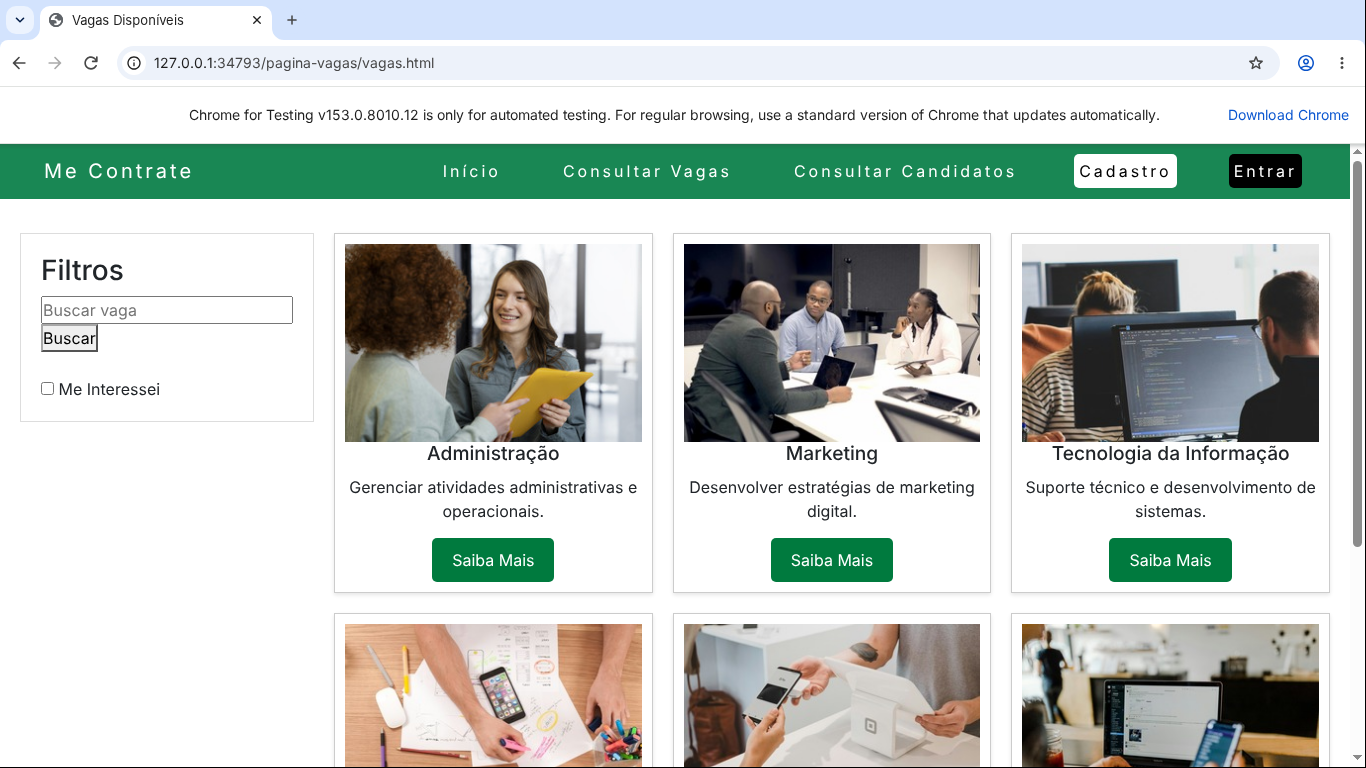 Vagas Disponíveis
127.0.0.1:34793/pagina-vagas/vagas.html
Chrome for Testing v153.0.8010.12 is only for automated testing. For regular browsing, use a standard version of Chrome that updates automatically.
Download Chrome
Me Contrate
Início
Consultar Vagas
Consultar Candidatos
Cadastro
Entrar
Filtros
Buscar vaga
Buscar
Me Interessei
Administração
Gerenciar atividades administrativas e
operacionais.
Saiba Mais
Marketing
Desenvolver estratégias de marketing
digital.
Saiba Mais
Tecnologia da Informação
Suporte técnico e desenvolvimento de
sistemas.
Saiba Mais